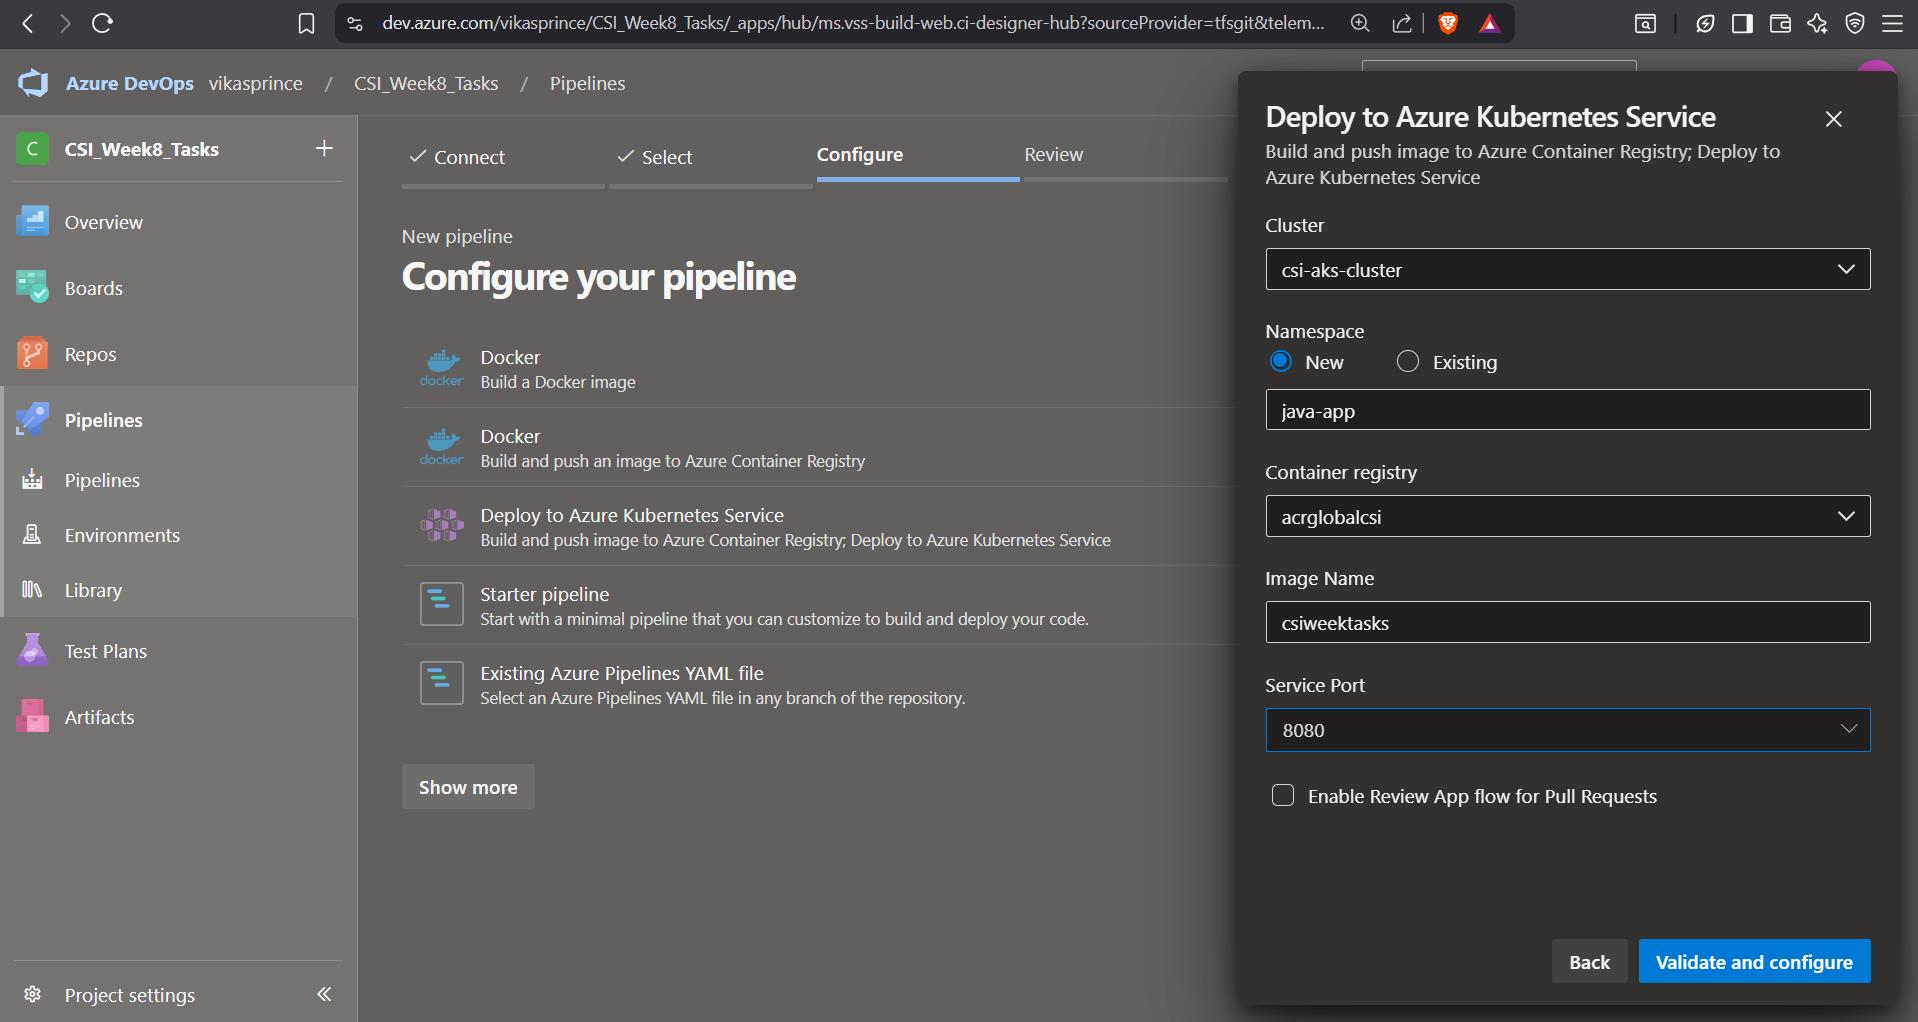 dev.azure.com/vikasprince/CSI_Week8_Tasks/_apps/hub/ms.vss-build-web.ci-designer-hub?sourceProvider=tfsgit&telem...
Azure DevOps vikasprince / CSI_Week8_Tasks / Pipelines
C CSI_Week8_Tasks +
Overview
Boards
Repos
Pipelines
Pipelines
Environments
Library
Test Plans
Artifacts
Project settings
Connect Select Configure Review
New pipeline
Configure your pipeline
docker
Docker
Build a Docker image
docker
Docker
Build and push an image to Azure Container Registry
Deploy to Azure Kubernetes Service
Build and push image to Azure Container Registry; Deploy to Azure Kubernetes Service
Starter pipeline
Start with a minimal pipeline that you can customize to build and deploy your code.
Existing Azure Pipelines YAML file
Select an Azure Pipelines YAML file in any branch of the repository.
Show more
Deploy to Azure Kubernetes Service
Build and push image to Azure Container Registry; Deploy to
Azure Kubernetes Service
Cluster
csi-aks-cluster
Namespace
New Existing
java-app
Container registry
acrglobalcsi
Image Name
csiweektasks
Service Port
8080
Enable Review App flow for Pull Requests
Back Validate and configure